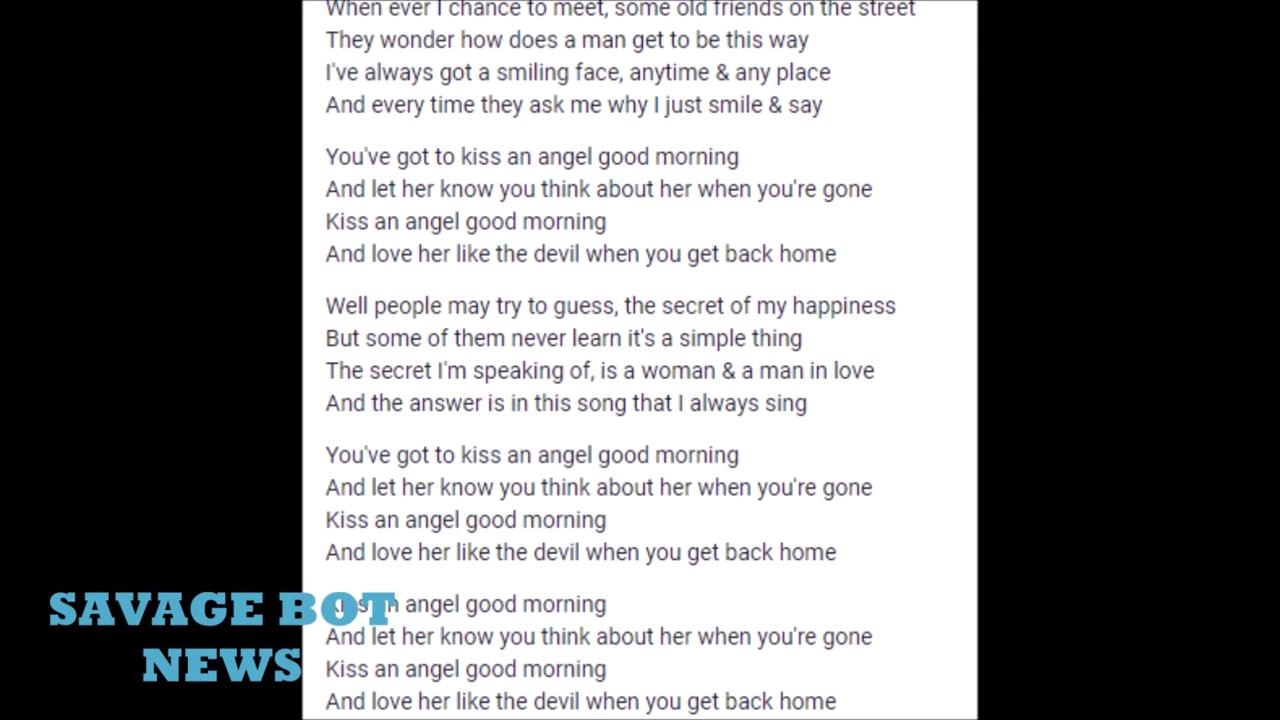 When ever I chance to meet, some old friends on the street
They wonder how does a man get to be this way
I've always got a smiling face, anytime & any place
And every time they ask me why I just smile & say
You've got to kiss an angel good morning
And let her know you think about her when you're gone
Kiss an angel good morning
And love her like the devil when you get back home
Well people may try to guess, the secret of my happiness
But some of them never learn it's a simple thing
The secret I'm speaking of, is a woman & a man in love
And the answer is in this song that I always sing
You've got to kiss an angel good morning
And let her know you think about her when you're gone
Kiss an angel good morning
And love her like the devil when you get back home
Kiss an angel good morning
And let her know you think about her when you're gone
Kiss an angel good morning
And love her like the devil when you get back home
SAVAGE BOT
NEWS